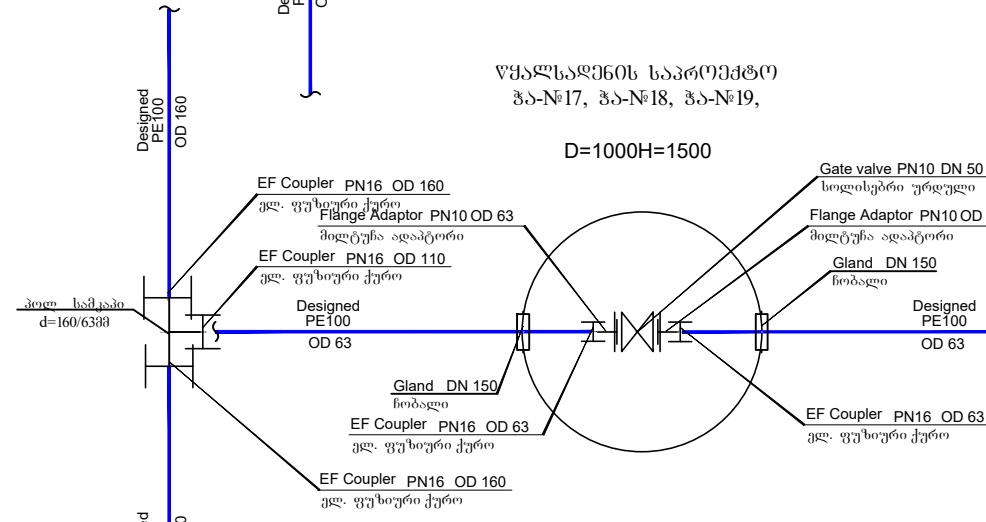 წყალსადენის საპროექტო
ჭა-№17, ჭა-№18, ჭა-№19,
D=1000H=1500
Designed
PE100
OD 160
EF Coupler PN16 OD 160
ელ. ფუზიური ქურო
Flange Adaptor PN10 OD 63
მილტუჩა ადაპტორი
EF Coupler PN16 OD 110
ელ. ფუზიური ქურო
Gate valve PN10 DN 50
სოლისებრი ურდული
Flange Adaptor PN10 OD
მილტუჩა ადაპტორი
Gland DN 150
ჩობალი
პოლ სამკაპი
d=160/63მმ
Designed
PE100
OD 63
Designed
PE100
OD 63
Gland DN 150
ჩობალი
EF Coupler PN16 OD 63
ელ. ფუზიური ქურო
EF Coupler PN16 OD 63
ელ. ფუზიური ქურო
EF Coupler PN16 OD 160
ელ. ფუზიური ქურო